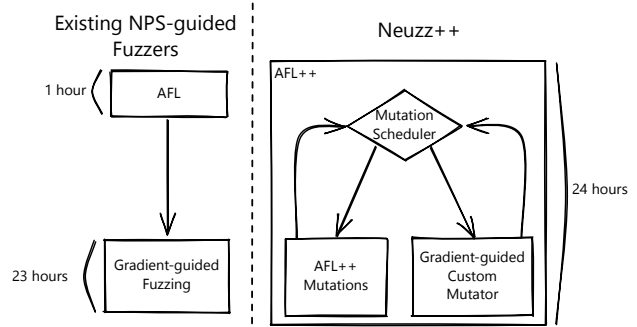 Existing NPS-guided
Fuzzers
1 hour
AFL
23 hours
Gradient-guided
Fuzzing
Neuzz++
AFL++
Mutation
Scheduler
24 hours
AFL++
Mutations
Gradient-guided
Custom
Mutator